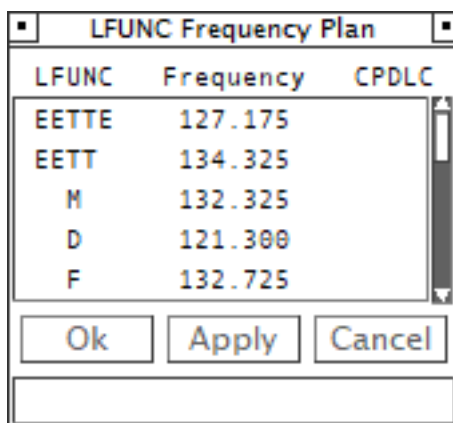 LFUNC Frequency Plan
LFUNC Frequency CPDLC
EETTE 127.175
EETT 134.325
M 132.325
D 121.300
F 132.725
Ok Apply Cancel